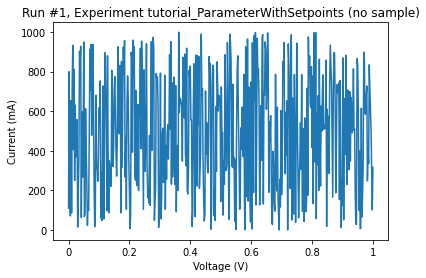 Run #1, Experiment tutorial_ParameterWithSetpoints (no sample)
1000
800
600
400
200
0
Current (mA)
0 0.2 0.4 0.6 0.8 1
Voltage (V)